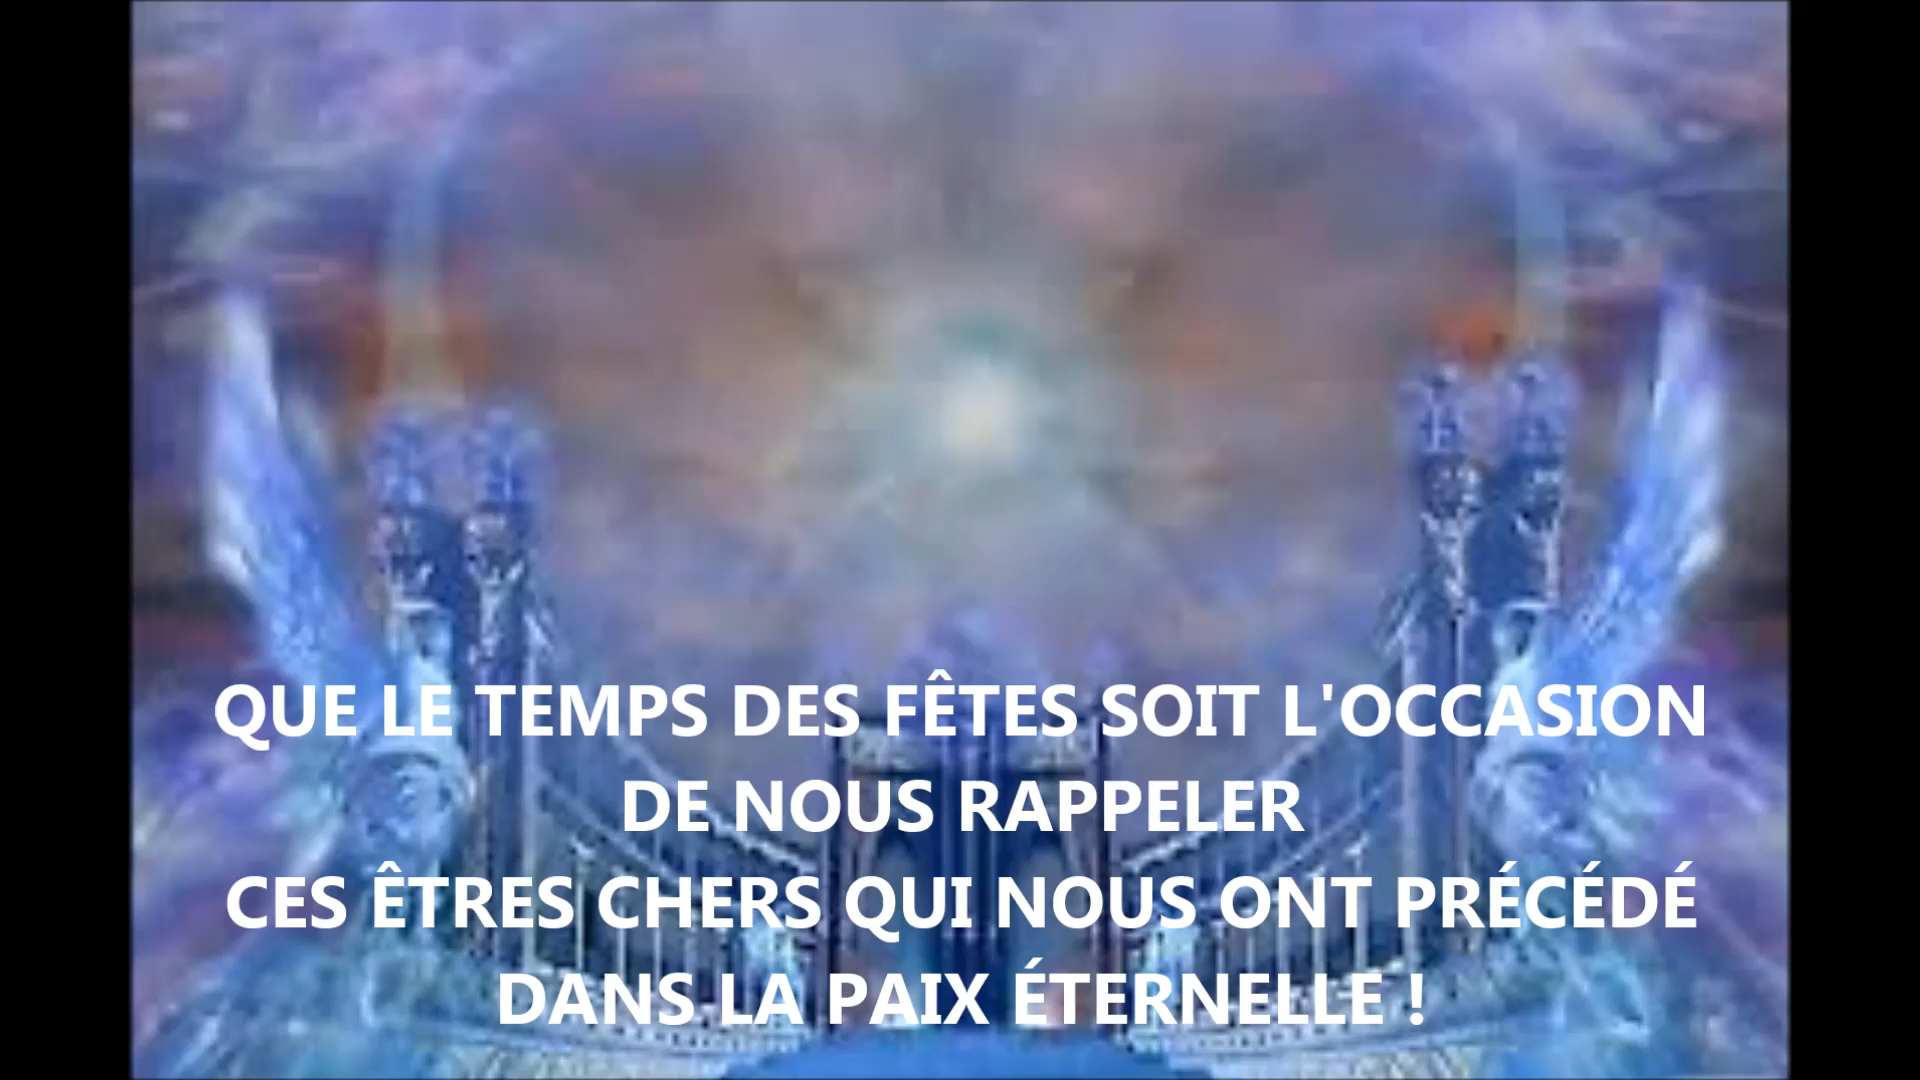 QUE LE TEMPS DES FÊTES SOIT L'OCCASION
DE NOUS RAPPELER
CES ÊTRES CHERS QUI NOUS ONT PRÉCÉDÉ
DANS LA PAIX ÉTERNELLE !